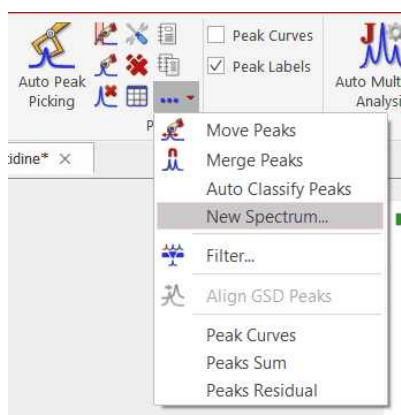 Peak Curves
Peak Labels
Auto Peak
Picking
Auto Mult
Analysi
P
idine* ×
Move Peaks
Merge Peaks
Auto Classify Peaks
New Spectrum...
Filter...
Align GSD Peaks
Peak Curves
Peaks Sum
Peaks Residual